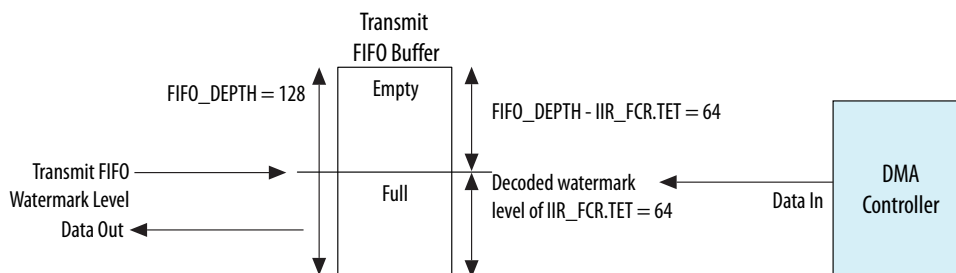 Transmit
FIFO Buffer
FIFO_DEPTH = 128
Empty
FIFO_DEPTH - IIR_FCR.TET = 64
Transmit FIFO
Watermark Level
Data Out
Full
Decoded watermark
level of IIR_FCR.TET = 64
Data In
DMA
Controller